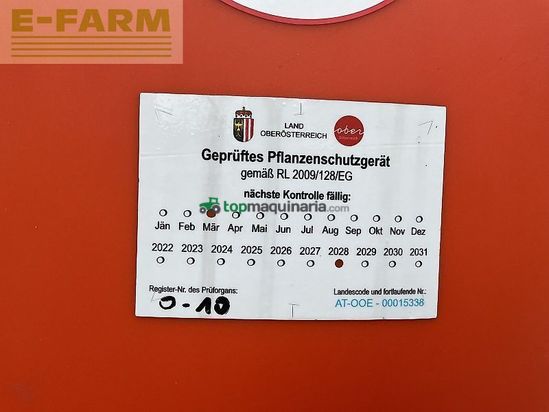 E-FARM
LAND
OBERÖSTERREICH
ober
Geprüftes Pflanzenschutzgerät
gemäß RL 2009/128/EG
nächste Kontrolle fällig:
topmaquinaria.com
Jän Feb Mär Apr Mai Jun Jul Aug Sep Okt Nov Dez
2022 2023 2024 2025 2026 2027 2028 2029 2030 2031
Register-Nr. des Prüforgans:
Landescode und fortlaufende Nr.:
0-10
AT-OOE - 00015338